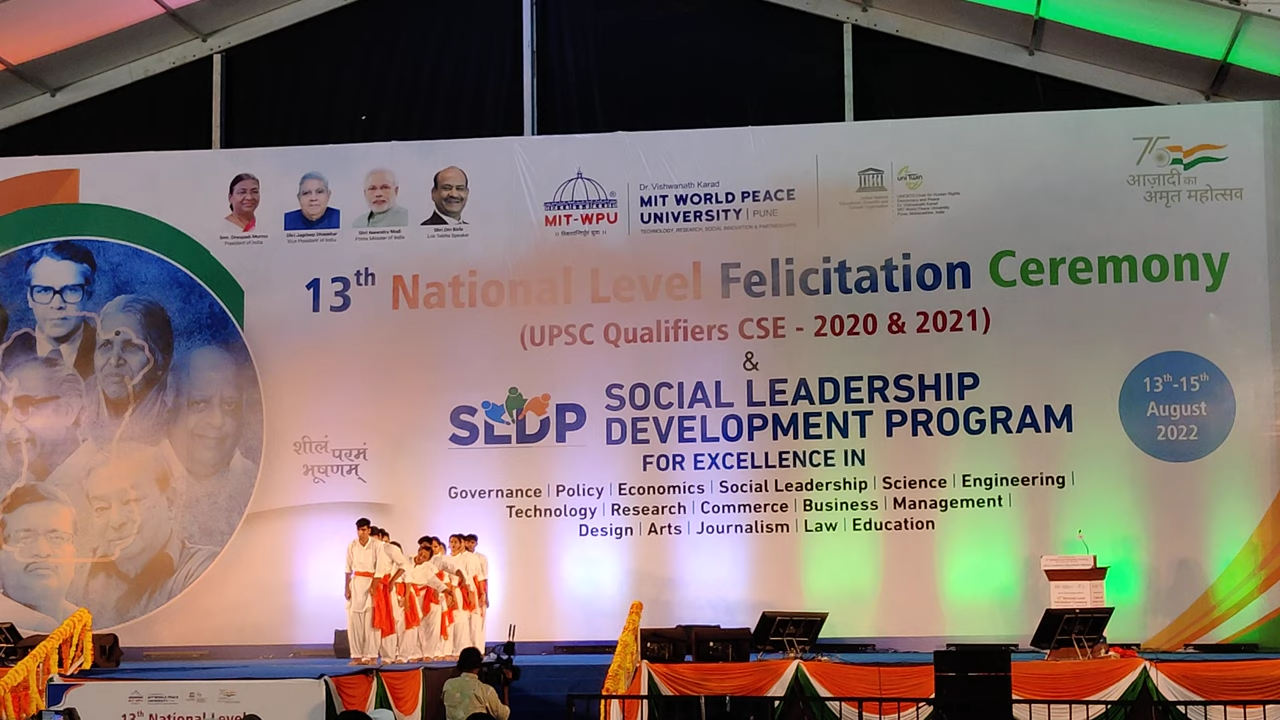 Smt. Droupadi Murmu
President of India
Shri Jagdeep Dhankhar
Vice President of India
Shri Narendra Modi
Prime Minister of India
Shri Om Birla
Lok Sabha Speaker
MIT-WPU
Dr. Vishwanath Karad
MIT WORLD PEACE
UNIVERSITY | PUNE
TECHNOLOGY, RESEARCH, SOCIAL INNOVATION & PARTNERSHIPS
uni Twin
75
आज़ादी का
अमृत महोत्सव
13th National Level Felicitation Ceremony
(UPSC Qualifiers CSE - 2020 & 2021)
&
SLDP
SOCIAL LEADERSHIP
DEVELOPMENT PROGRAM
FOR EXCELLENCE IN
Governance | Policy | Economics | Social Leadership | Science | Engineering |
Technology | Research | Commerce | Business | Management |
Design | Arts | Journalism | Law | Education
13th-15th
August
2022
शीलं परमं
भूषणम्
13th National Level